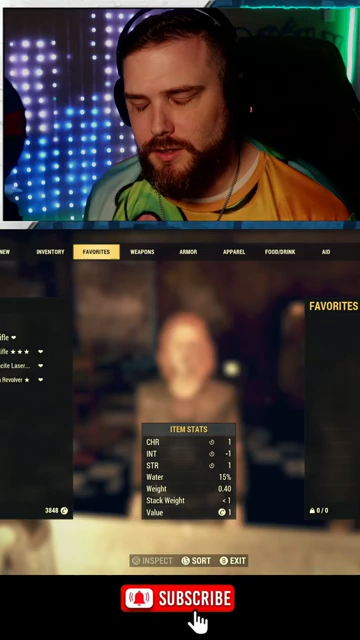 NEW INVENTORY FAVORITES WEAPONS ARMOR APPAREL FOOD/DRINK AID
FAVORITES
ifle
ifle ★★★
cite Laser...
n Revolver ★
ITEM STATS
CHR 1
INT -1
STR 1
Water 15%
Weight 0.40
Stack Weight < 1
Value 1
3848
0 / 0
INSPECT SORT EXIT
SUBSCRIBE